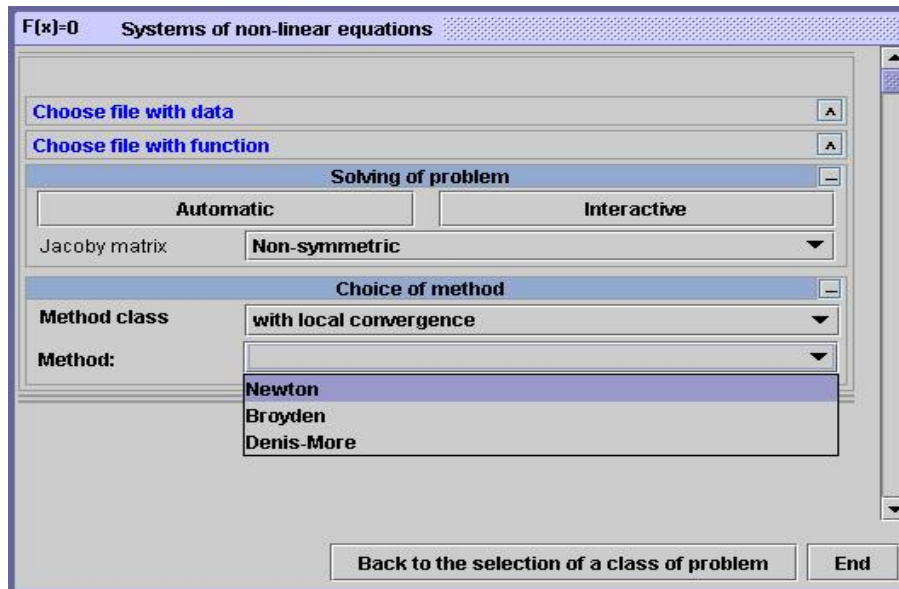 F(x)=0 Systems of non-linear equations
Choose file with data
Choose file with function
Solving of problem
Automatic Interactive
Jacoby matrix Non-symmetric
Choice of method
Method class with local convergence
Method:
Newton
Broyden
Denis-More
Back to the selection of a class of problem End